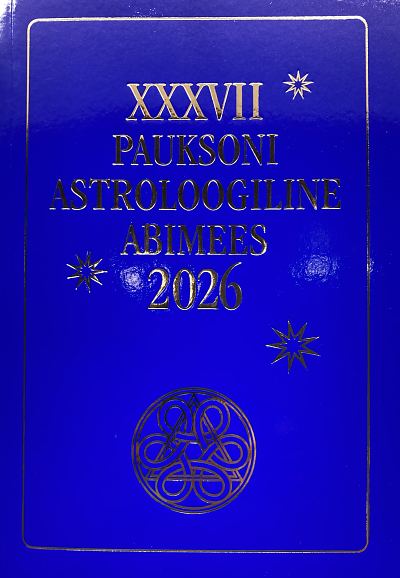 XXXVII
PAUKSONI
ASTROLOOGILINE
ABIMEES
2026